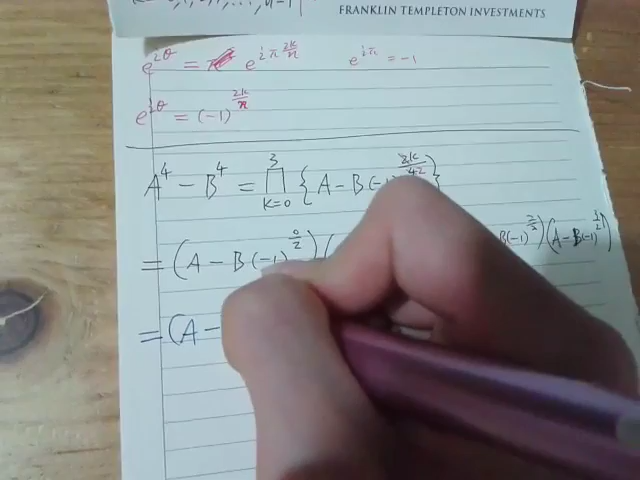 FRANKLIN TEMPLETON INVESTMENTS
e^{iθ} = e^{iπ 2k/n} e^{iπ} = -1
e^{iθ} = (-1)^{2k/n}
A^4 - B^4 = ∏_{k=0}^{3} { A - B(-1)^{2k/42} }
= (A - B(-1)^{0/2}) ( B(-1)^{2/2}) (A - B(-1)^{3/2})
= (A -